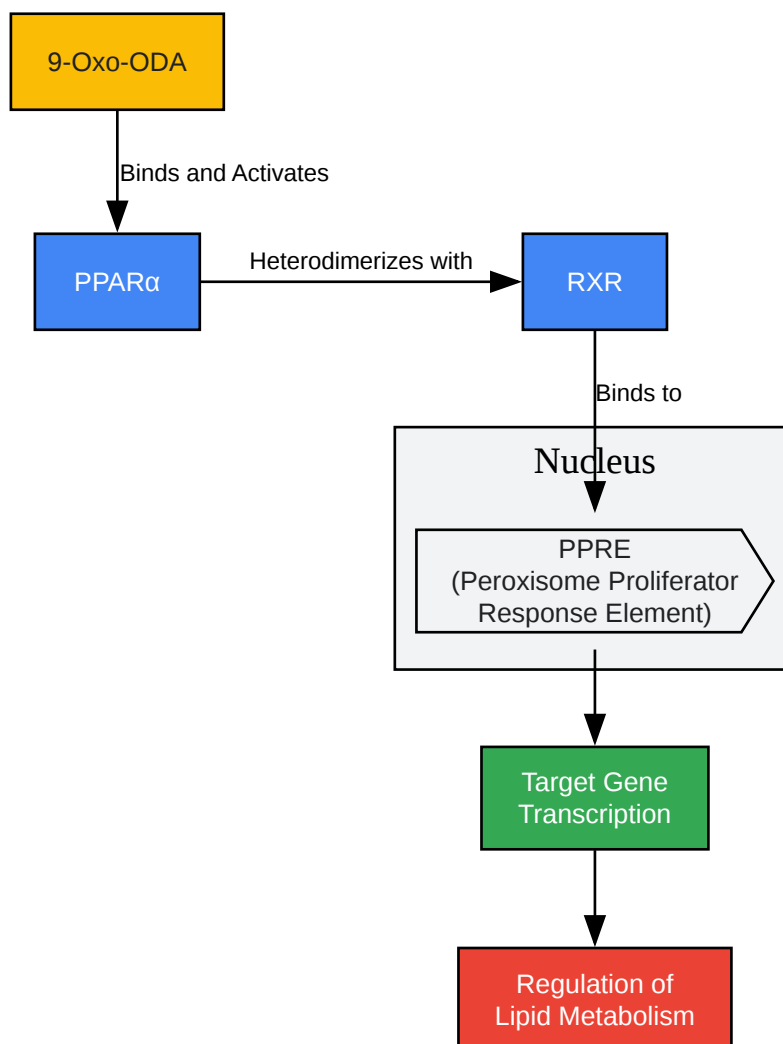 9-Oxo-ODA
Binds and Activates
PPARα
Heterodimerizes with
RXR
Binds to
Nucleus
PPRE
(Peroxisome Proliferator
Response Element)
Target Gene
Transcription
Regulation of
Lipid Metabolism